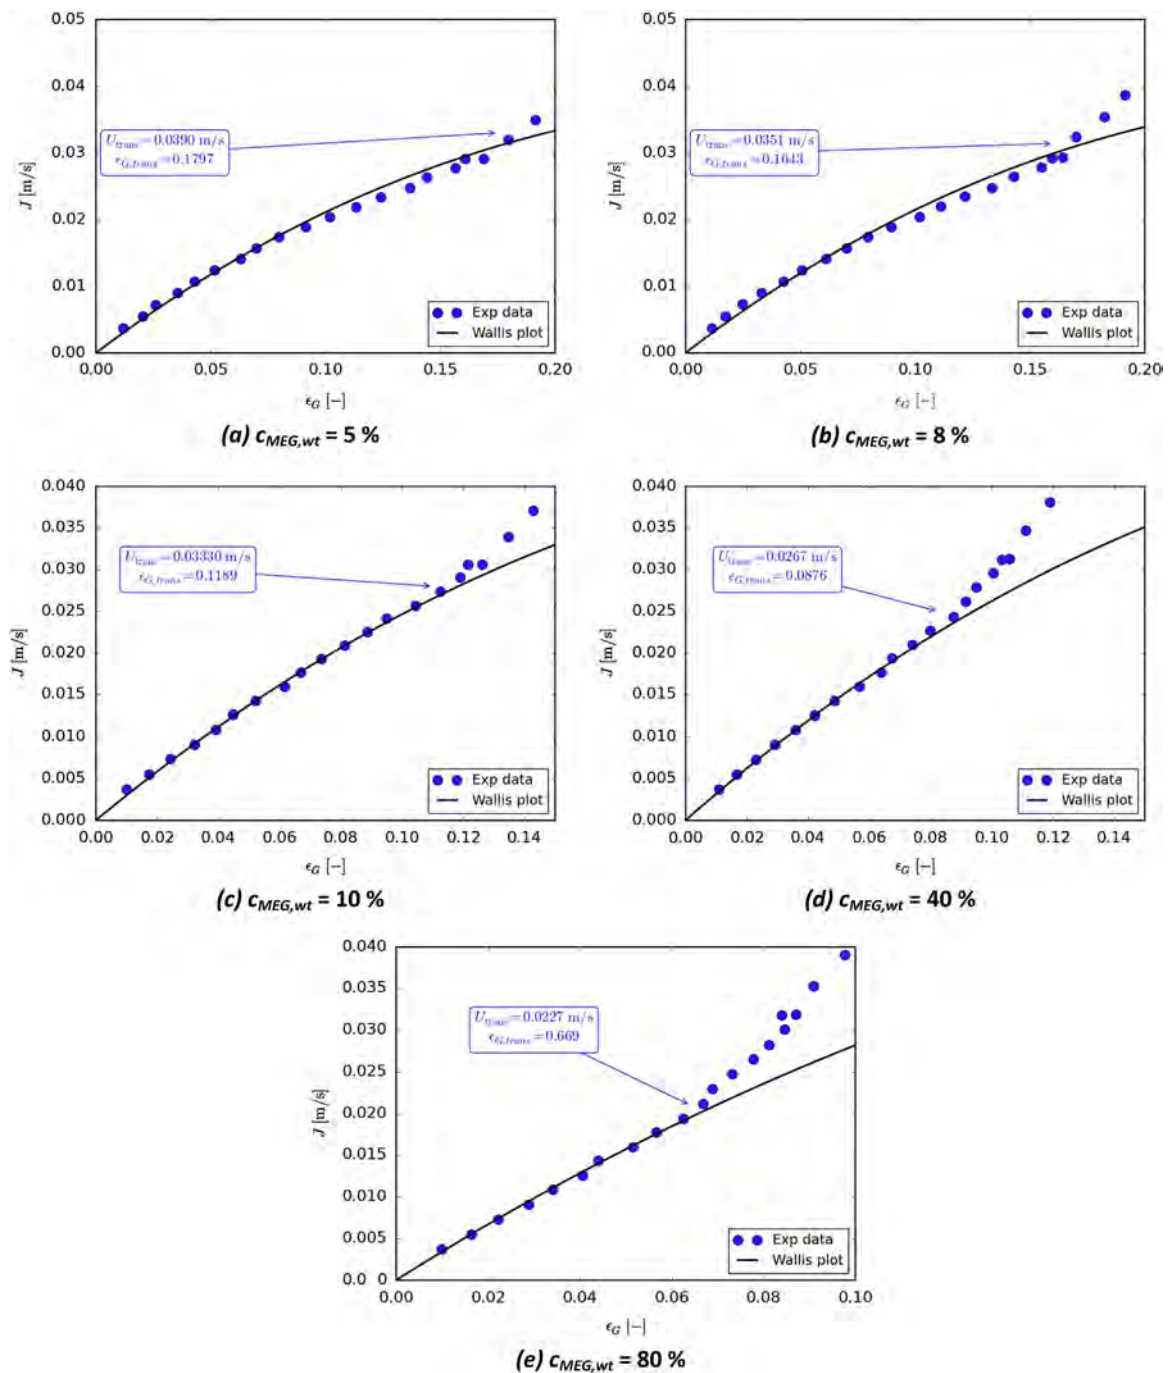 0.05
0.04
0.03
0.02
0.01
0.00
J [m/s]
U_trans=0.0390 m/s
ϵ_G,trans=0.1797
Exp data
Wallis plot
0.00 0.05 0.10 0.15 0.20
ϵ_G [−]
(a) c_MEG,wt = 5 %
0.05
0.04
0.03
0.02
0.01
0.00
J [m/s]
U_trans=0.0351 m/s
ϵ_G,trans=0.1643
Exp data
Wallis plot
0.00 0.05 0.10 0.15 0.20
ϵ_G [−]
(b) c_MEG,wt = 8 %
0.040
0.035
0.030
0.025
0.020
0.015
0.010
0.005
0.000
J [m/s]
U_trans=0.03330 m/s
ϵ_G,trans=0.1189
Exp data
Wallis plot
0.00 0.02 0.04 0.06 0.08 0.10 0.12 0.14
ϵ_G [−]
(c) c_MEG,wt = 10 %
0.040
0.035
0.030
0.025
0.020
0.015
0.010
0.005
0.000
J [m/s]
U_trans=0.0267 m/s
ϵ_G,trans=0.0876
Exp data
Wallis plot
0.00 0.02 0.04 0.06 0.08 0.10 0.12 0.14
ϵ_G [−]
(d) c_MEG,wt = 40 %
0.040
0.035
0.030
0.025
0.020
0.015
0.010
0.005
0.0 0
J [m/s]
U_trans=0.0227 m/s
ϵ_G,trans=0.669
Exp data
Wallis plot
0.00 0.02 0.04 0.06 0.08 0.10
ϵ_G [−]
(e) c_MEG,wt = 80 %